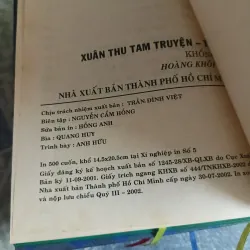 XUÂN THU TAM TRUYỆN -
KHỔNG
HOÀNG KHÔI
NHÀ XUẤT BẢN THÀNH PHỐ HỒ CHÍ M
Chịu trách nhiệm xuất bản : TRẦN ĐÌNH VIỆT
Biên tập : NGUYỄN CẨM HỒNG
Sửa bản in : HỒNG ANH
Bìa : QUANG HUY
Trình bày : ANH HỮU
In 500 cuốn, khổ 14,5x20,5cm tại Xí nghiệp in Số 5
Giấy đăng ký kế hoạch xuất bản số 1245-28/XB-QLXB do Cục Xuất
Bản ký 11-09-2001. Giấy trích ngang KHXB số 444/TNKHXB-2002
Nhà xuất bản Thành phố Hồ Chí Minh cấp ngày 30-07-2002. In xong
và nộp lưu chiểu Quý III - 2002.